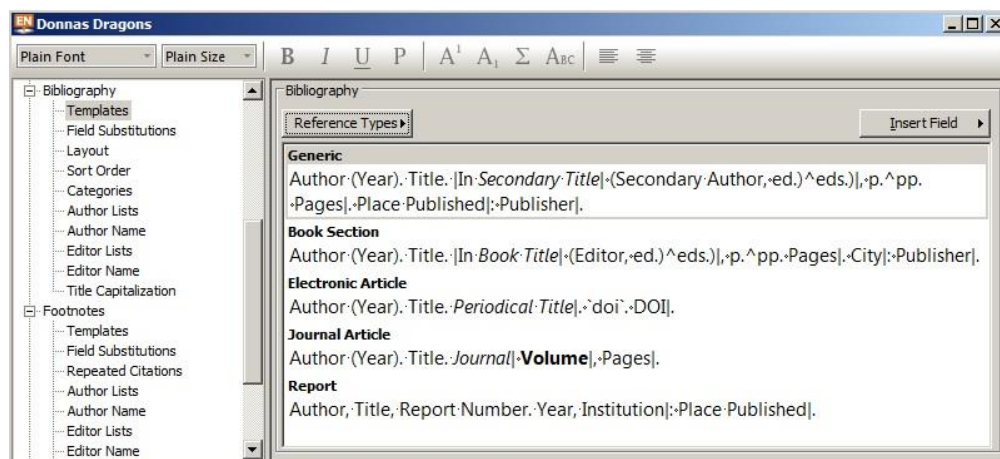 EN Donnas Dragons
Plain Font Plain Size B I U P A¹ A₁ Σ ABC
Bibliography
Templates
Field Substitutions
Layout
Sort Order
Categories
Author Lists
Author Name
Editor Lists
Editor Name
Title Capitalization
Footnotes
Templates
Field Substitutions
Repeated Citations
Author Lists
Author Name
Editor Lists
Editor Name
Bibliography
Reference Types Insert Field
Generic
Author·(Year).·Title.·|In·Secondary·Title|⋄(Secondary·Author,⋄ed.)^eds.)|,⋄p.^pp.
⋄Pages|.⋄Place·Published|:⋄Publisher|.
Book Section
Author·(Year).·Title.·|In·Book·Title|⋄(Editor,⋄ed.)^eds.)|,⋄p.^pp.⋄Pages|.⋄City|:⋄Publisher|.
Electronic Article
Author·(Year).·Title.·Periodical·Title|.⋄`doi`.⋄DOI|.
Journal Article
Author·(Year).·Title.·Journal|⋄Volume|,⋄Pages|.
Report
Author,·Title,·Report·Number.·Year,·Institution|:⋄Place·Published|.